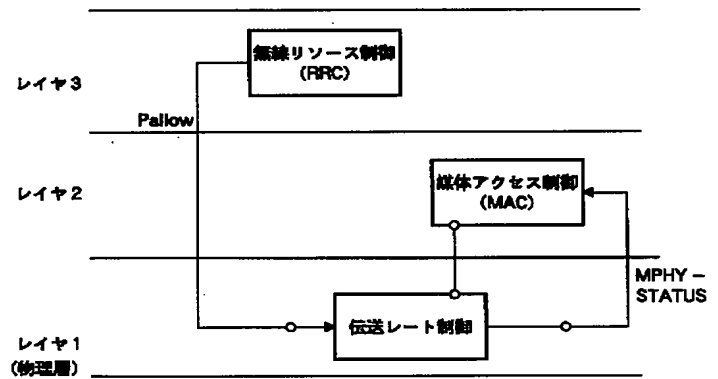 無線リソース制御
(RRC)
レイヤ3
Pallow
媒体アクセス制御
(MAC)
レイヤ2
MPHY－
STATUS
伝送レート制御
レイヤ1
(物理層)